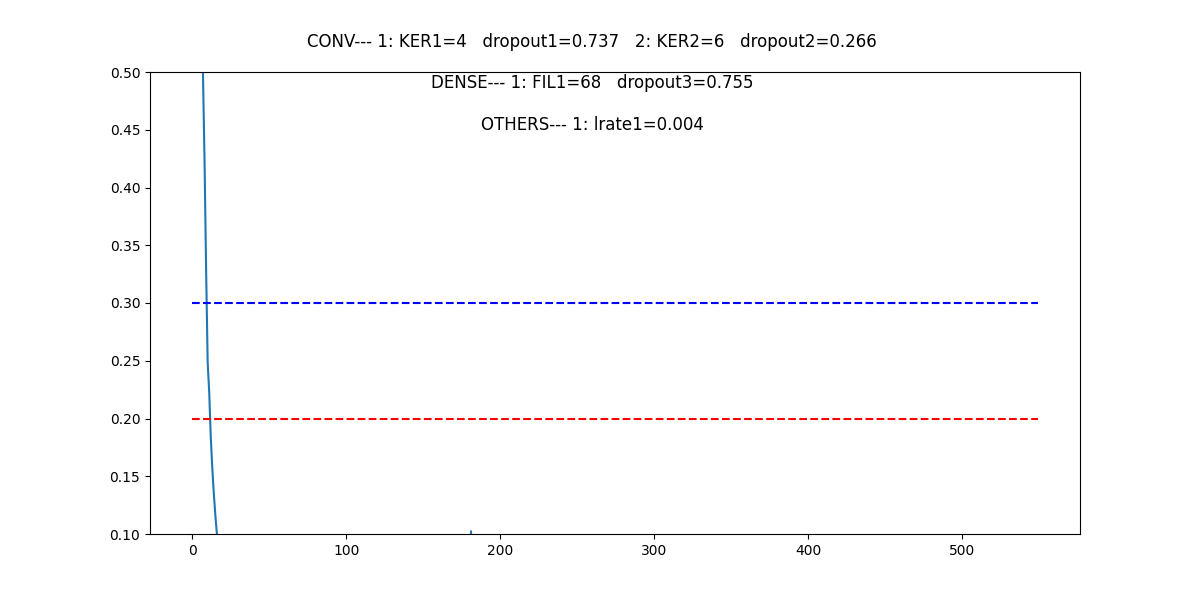 CONV--- 1: KER1=4   dropout1=0.737   2: KER2=6   dropout2=0.266
DENSE--- 1: FIL1=68   dropout3=0.755
OTHERS--- 1: lrate1=0.004
0.50
0.45
0.40
0.35
0.30
0.25
0.20
0.15
0.10
0 100 200 300 400 500